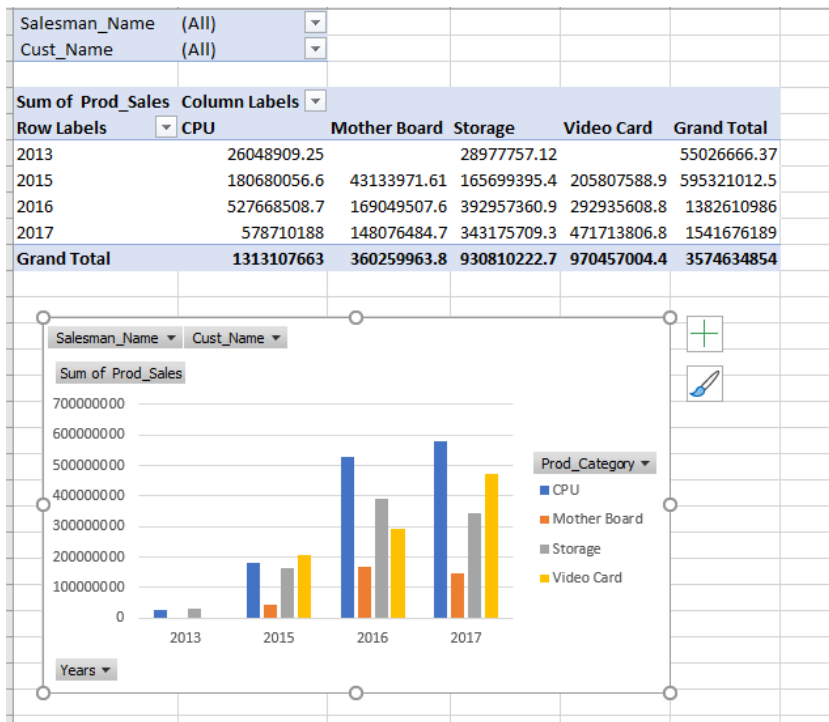 Salesman_Name (All)
Cust_Name (All)
Sum of Prod_Sales Column Labels
Row Labels CPU Mother Board Storage Video Card Grand Total
2013 26048909.25 28977757.12 55026666.37
2015 180680056.6 43133971.61 165699395.4 205807588.9 595321012.5
2016 527668508.7 169049507.6 392957360.9 292935608.8 1382610986
2017 578710188 148076484.7 343175709.3 471713806.8 1541676189
Grand Total 1313107663 360259963.8 930810222.7 970457004.4 3574634854
Salesman_Name Cust_Name
Sum of Prod_Sales
700000000
600000000
500000000
400000000
300000000
200000000
100000000
0
2013 2015 2016 2017
Prod_Category
CPU
Mother Board
Storage
Video Card
Years